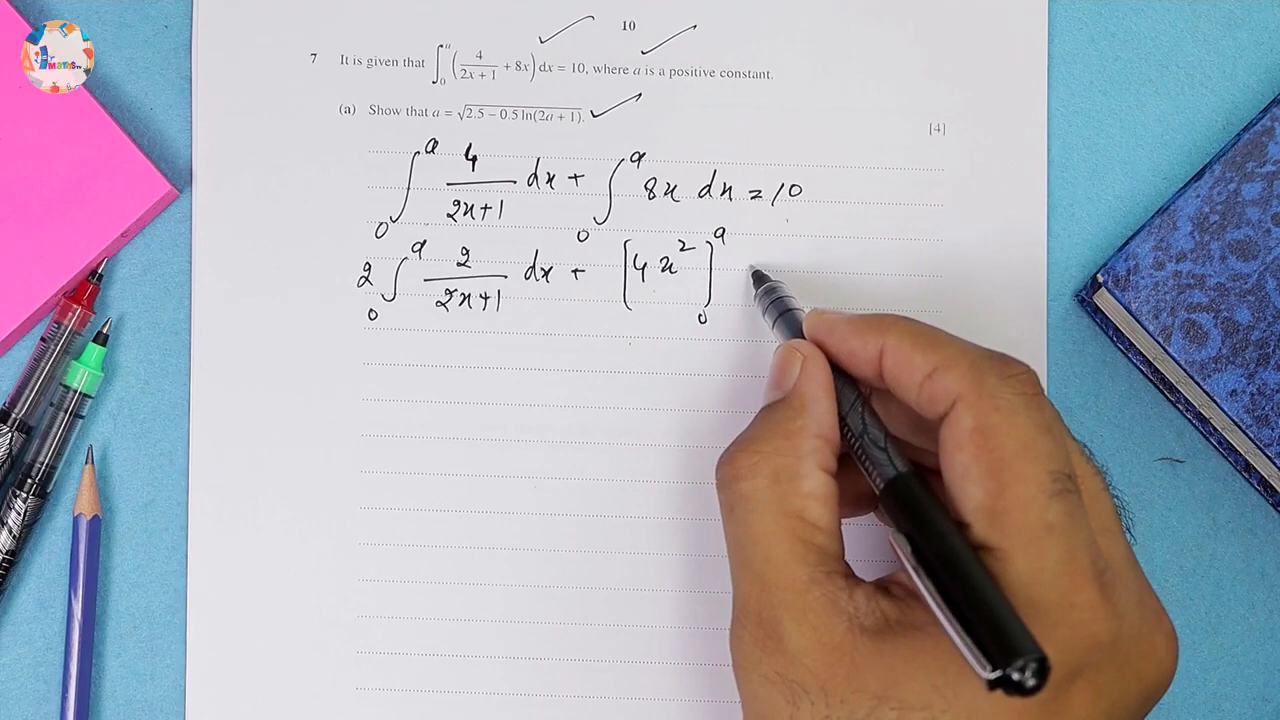 MATHS TV
10
7 It is given that ∫₀ᵃ (4/(2x + 1) + 8x) dx = 10, where a is a positive constant.
(a) Show that a = √(2.5 − 0.5 ln(2a + 1)).
[4]
∫₀ᵃ 4/(2x+1) dx + ∫₀ᵃ 8x dx = 10
2 ∫₀ᵃ 2/(2x+1) dx + [4x²]₀ᵃ